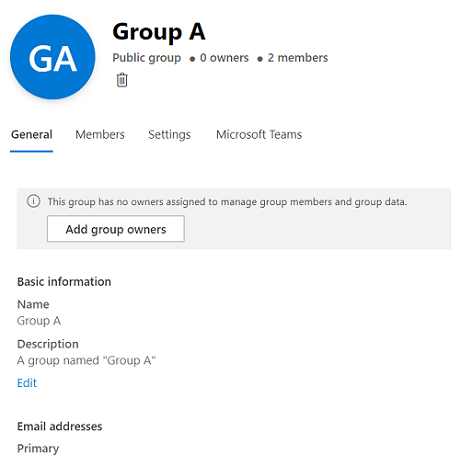 GA
Group A
Public group ● 0 owners ● 2 members
General Members Settings Microsoft Teams
This group has no owners assigned to manage group members and group data.
Add group owners
Basic information
Name
Group A
Description
A group named "Group A"
Edit
Email addresses
Primary